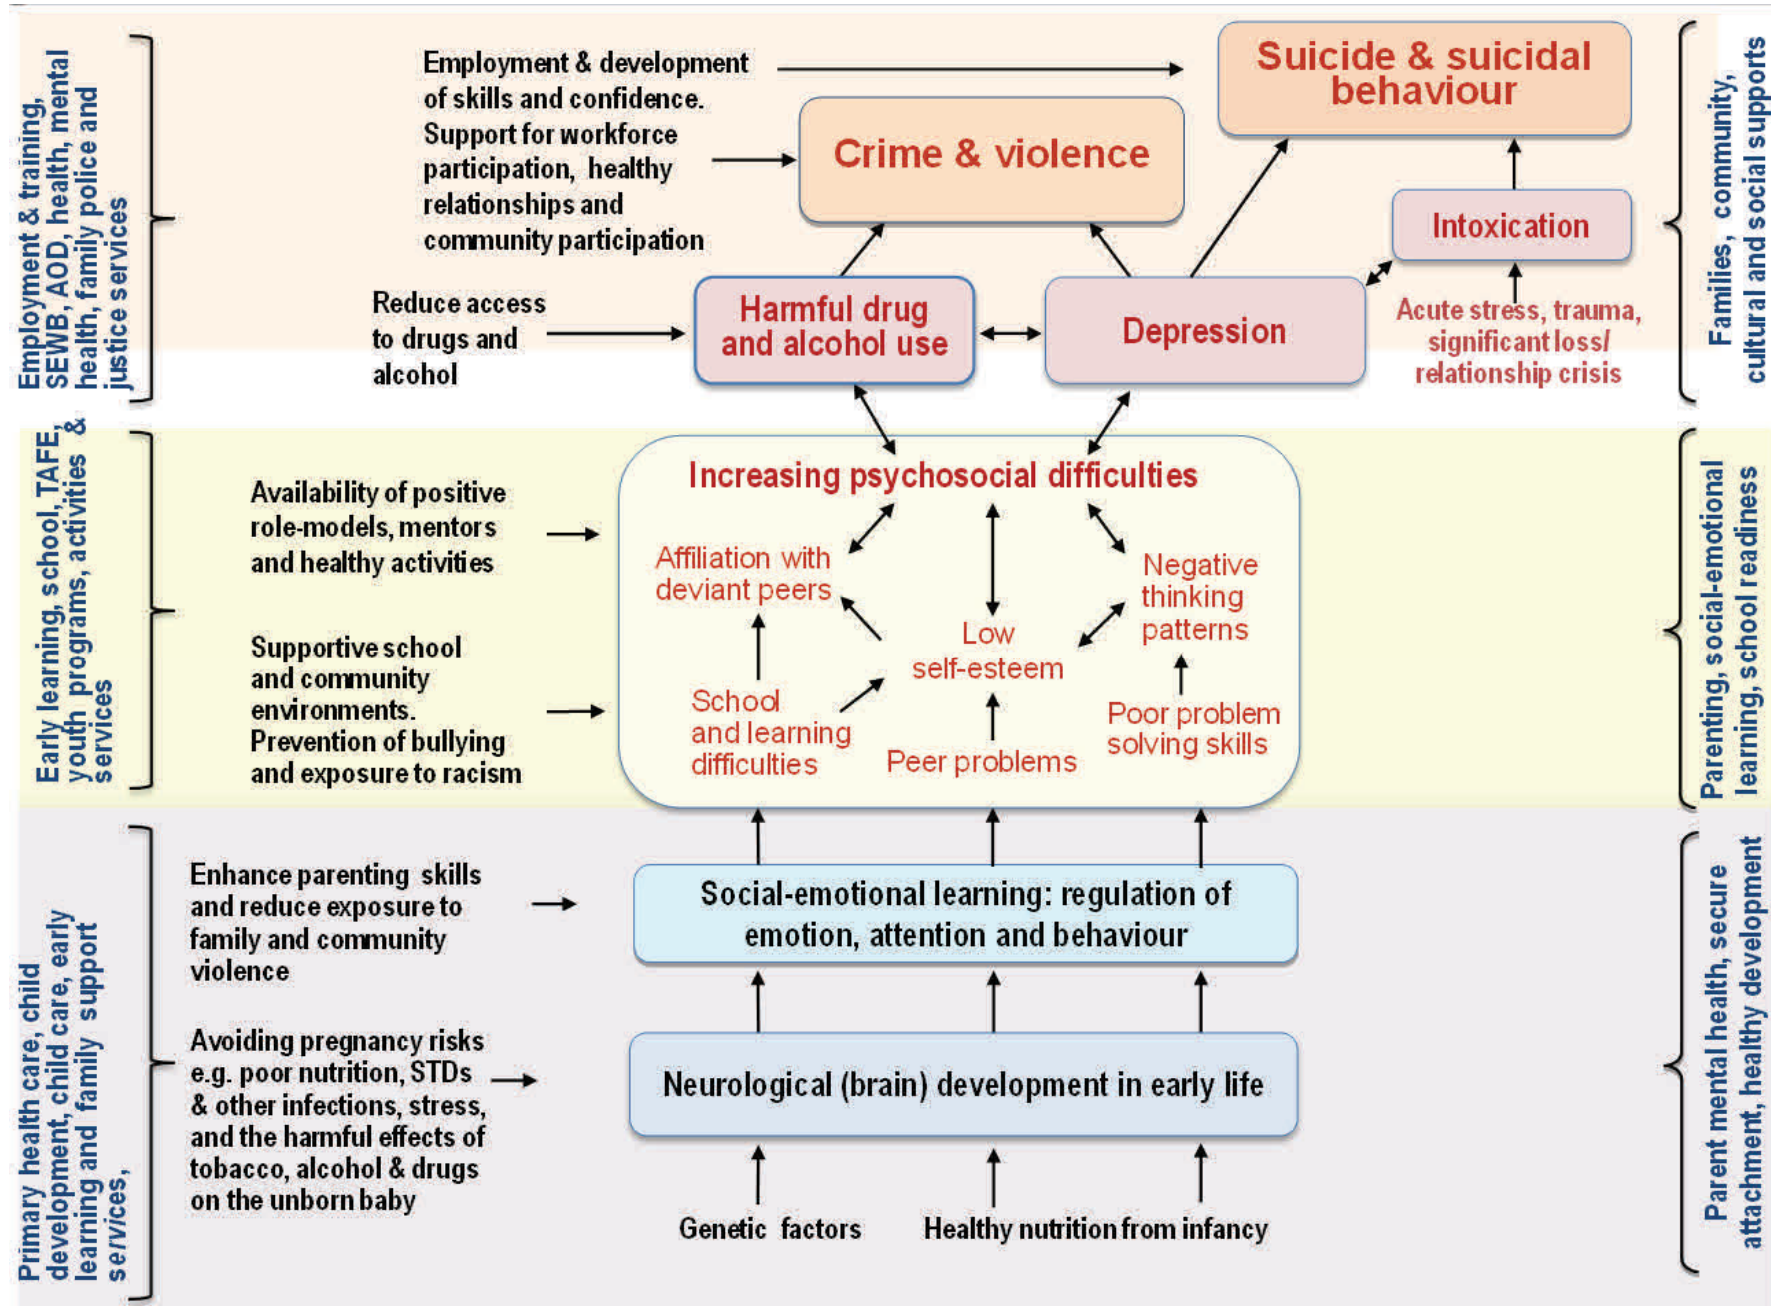 Employment & training,
SEWB, AOD, health, mental
health, family police and
justice services
Employment & development
of skills and confidence.
Support for workforce
participation, healthy
relationships and
community participation
Suicide & suicidal
behaviour
Crime & violence
Intoxication
Reduce access
to drugs and
alcohol
Harmful drug
and alcohol use
Depression
Acute stress, trauma,
significant loss/
relationship crisis
Families, community,
cultural and social supports
Early learning, school, TAFE,
youth programs, activities &
services
Availability of positive
role-models, mentors
and healthy activities
Supportive school
and community
environments.
Prevention of bullying
and exposure to racism
Increasing psychosocial difficulties
Affiliation with
deviant peers
Negative
thinking
patterns
Low
self-esteem
School
and learning
difficulties
Peer problems
Poor problem
solving skills
Parenting, social-emotional
learning, school readiness
Primary health care, child
development, child care, early
learning and family support
services,
Enhance parenting skills
and reduce exposure to
family and community
violence
Social-emotional learning: regulation of
emotion, attention and behaviour
Avoiding pregnancy risks
e.g. poor nutrition, STDs
& other infections, stress,
and the harmful effects of
tobacco, alcohol & drugs
on the unborn baby
Neurological (brain) development in early life
Genetic factors
Healthy nutrition from infancy
Parent mental health, secure
attachment, healthy development